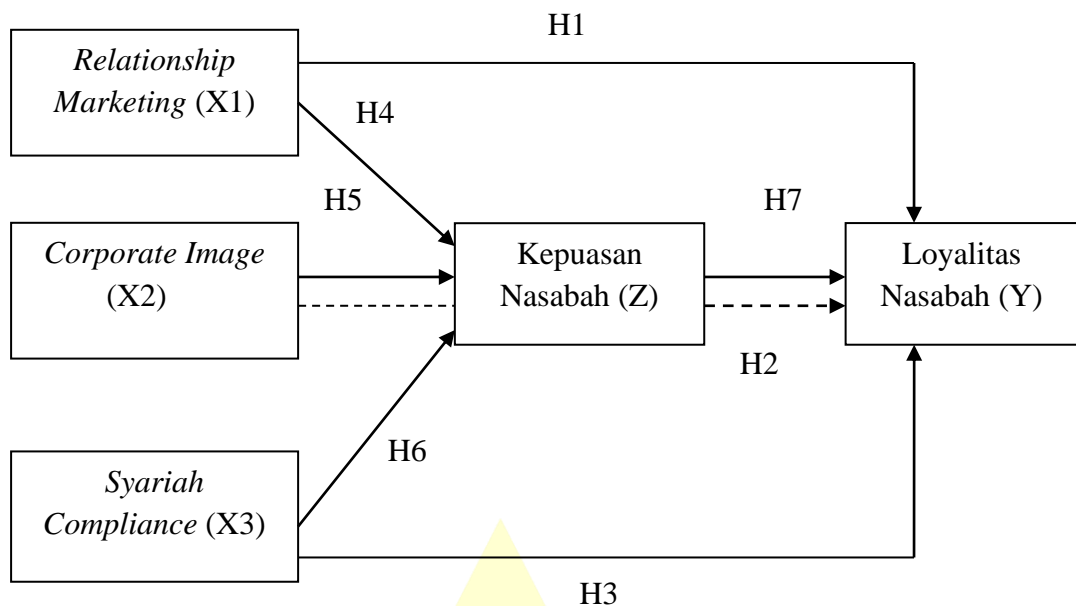 H1
Relationship
Marketing (X1)
H4
H5
H7
Corporate Image
(X2)
Kepuasan
Nasabah (Z)
Loyalitas
Nasabah (Y)
H2
H6
Syariah
Compliance (X3)
H3